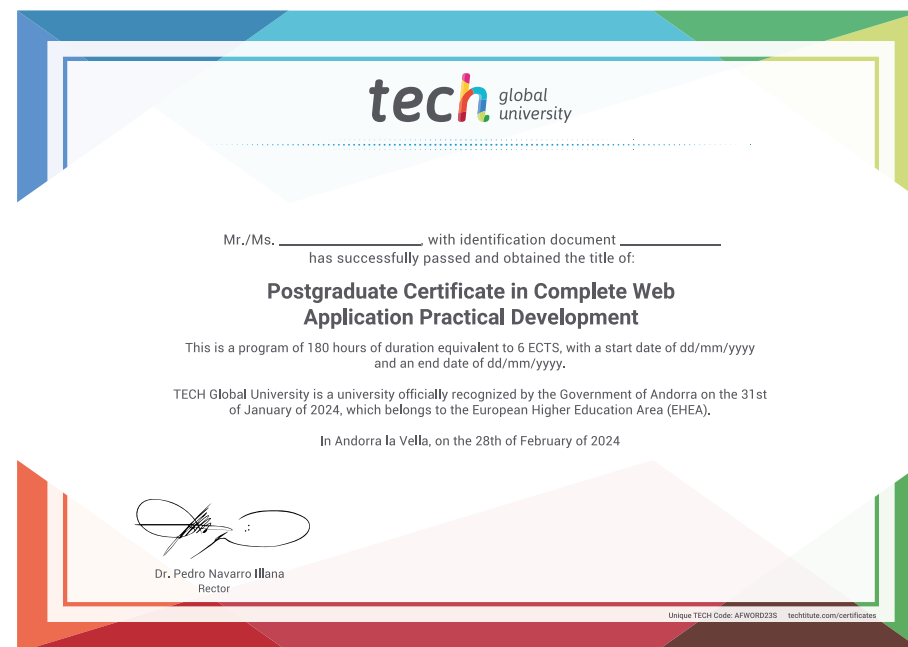 tech global university
Mr./Ms. ____________________, with identification document ______________
has successfully passed and obtained the title of:
Postgraduate Certificate in Complete Web
Application Practical Development
This is a program of 180 hours of duration equivalent to 6 ECTS, with a start date of dd/mm/yyyy
and an end date of dd/mm/yyyy.
TECH Global University is a university officially recognized by the Government of Andorra on the 31st
of January of 2024, which belongs to the European Higher Education Area (EHEA).
In Andorra la Vella, on the 28th of February of 2024
Dr. Pedro Navarro Illana
Rector
Unique TECH Code: AFWORD23S techtitute.com/certificates